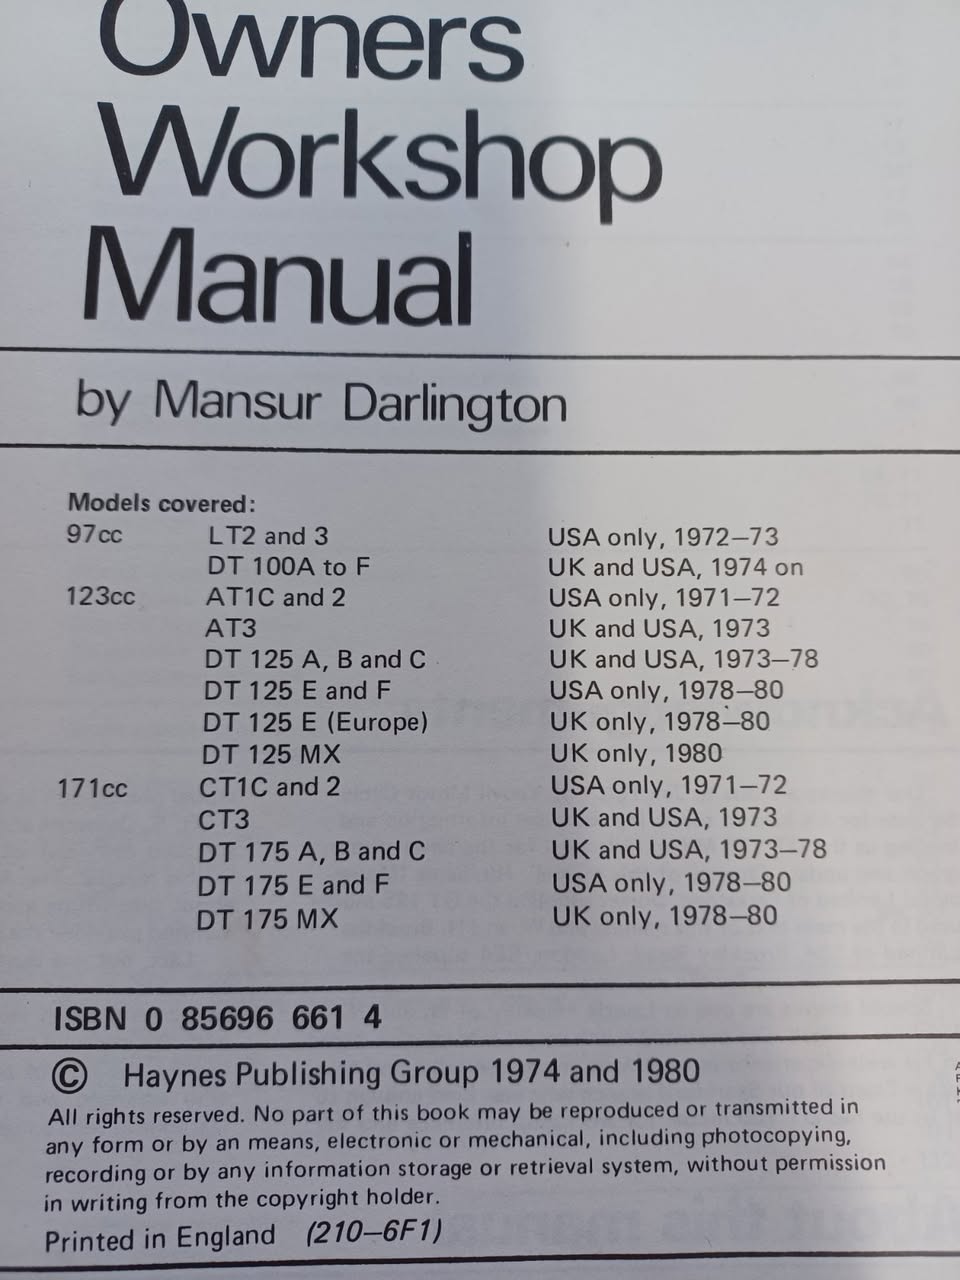 Owners
Workshop
Manual
by Mansur Darlington
Models covered:
97cc LT2 and 3 USA only, 1972–73
DT 100A to F UK and USA, 1974 on
123cc AT1C and 2 USA only, 1971–72
AT3 UK and USA, 1973
DT 125 A, B and C UK and USA, 1973–78
DT 125 E and F USA only, 1978–80
DT 125 E (Europe) UK only, 1978–80
DT 125 MX UK only, 1980
171cc CT1C and 2 USA only, 1971–72
CT3 UK and USA, 1973
DT 175 A, B and C UK and USA, 1973–78
DT 175 E and F USA only, 1978–80
DT 175 MX UK only, 1978–80
ISBN 0 85696 661 4
© Haynes Publishing Group 1974 and 1980
All rights reserved. No part of this book may be reproduced or transmitted in
any form or by an means, electronic or mechanical, including photocopying,
recording or by any information storage or retrieval system, without permission
in writing from the copyright holder.
Printed in England (210–6F1)